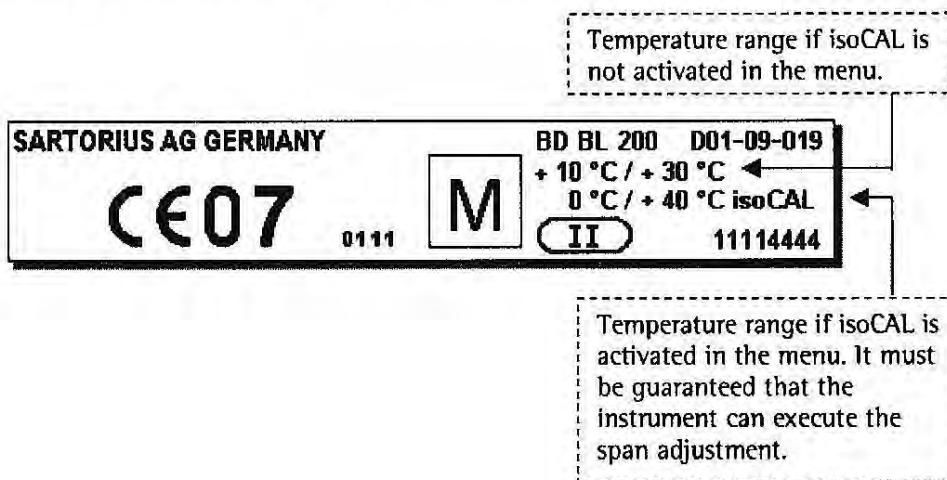 Temperature range if isoCAL is
not activated in the menu.
SARTORIUS AG GERMANY
BD BL 200 D01-09-019
+ 10 °C / + 30 °C
0 °C / + 40 °C isoCAL
CE07 0111
M
II
11114444
Temperature range if isoCAL is
activated in the menu. It must
be guaranteed that the
instrument can execute the
span adjustment.